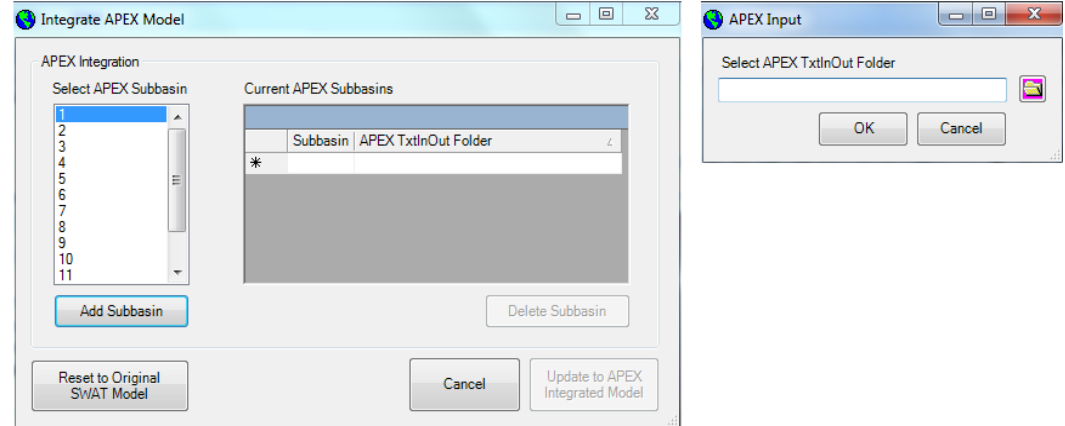 Integrate APEX Model
APEX Integration
Select APEX Subbasin
1
2
3
4
5
6
7
8
9
10
11
Add Subbasin
Current APEX Subbasins
Subbasin APEX TxtInOut Folder
Delete Subbasin
Reset to Original
SWAT Model
Cancel
Update to APEX
Integrated Model
APEX Input
Select APEX TxtInOut Folder
OK
Cancel